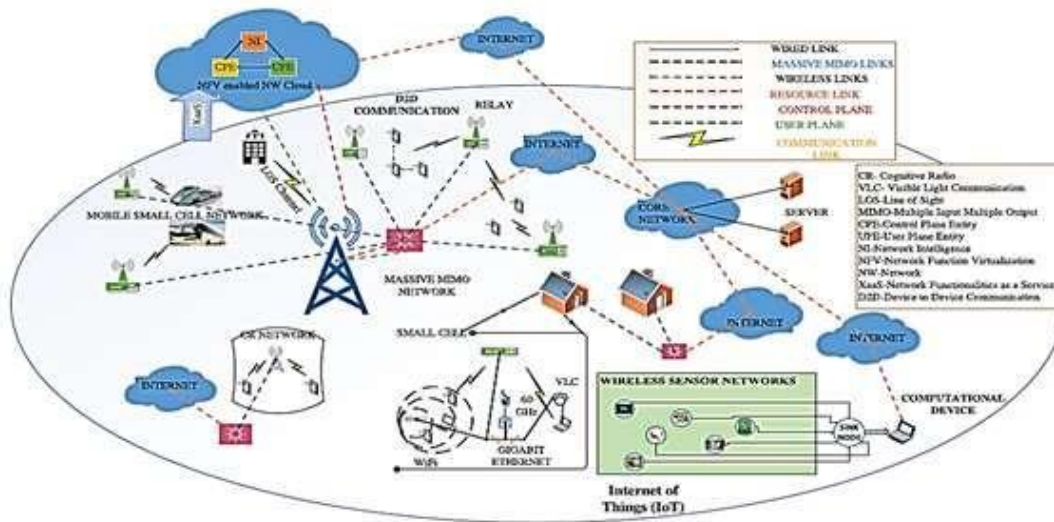 NI
CPE
UPE
NFV enabled NW Cloud
XaaS
INTERNET
D2D
COMMUNICATION
RELAY
LOS Channel
INTERNET
MOBILE SMALL CELL NETWORK
MASSIVE MIMO
NETWORK
CORE
NETWORK
SERVER
WIRED LINK
MASSIVE MIMO LINKS
WIRELESS LINKS
RESOURCE LINK
CONTROL PLANE
USER PLANE
COMMUNICATION
LINK
CR- Cognitive Radio
VLC- Visible Light Communication
LOS-Line of Sight
MIMO-Multiple Input Multiple Output
CPE-Control Plane Entity
UPE-User Plane Entity
NI-Network Intelligence
NFV-Network Function Virtualization
NW-Network
XaaS-Network Functionalities as a Service
D2D-Device to Device Communication
SMALL CELL
INTERNET
INTERNET
CR NETWORK
INTERNET
60
GHz
VLC
WiFi
GIGABIT
ETHERNET
WIRELESS SENSOR NETWORKS
SINK
NODE
COMPUTATIONAL
DEVICE
Internet of
Things (IoT)